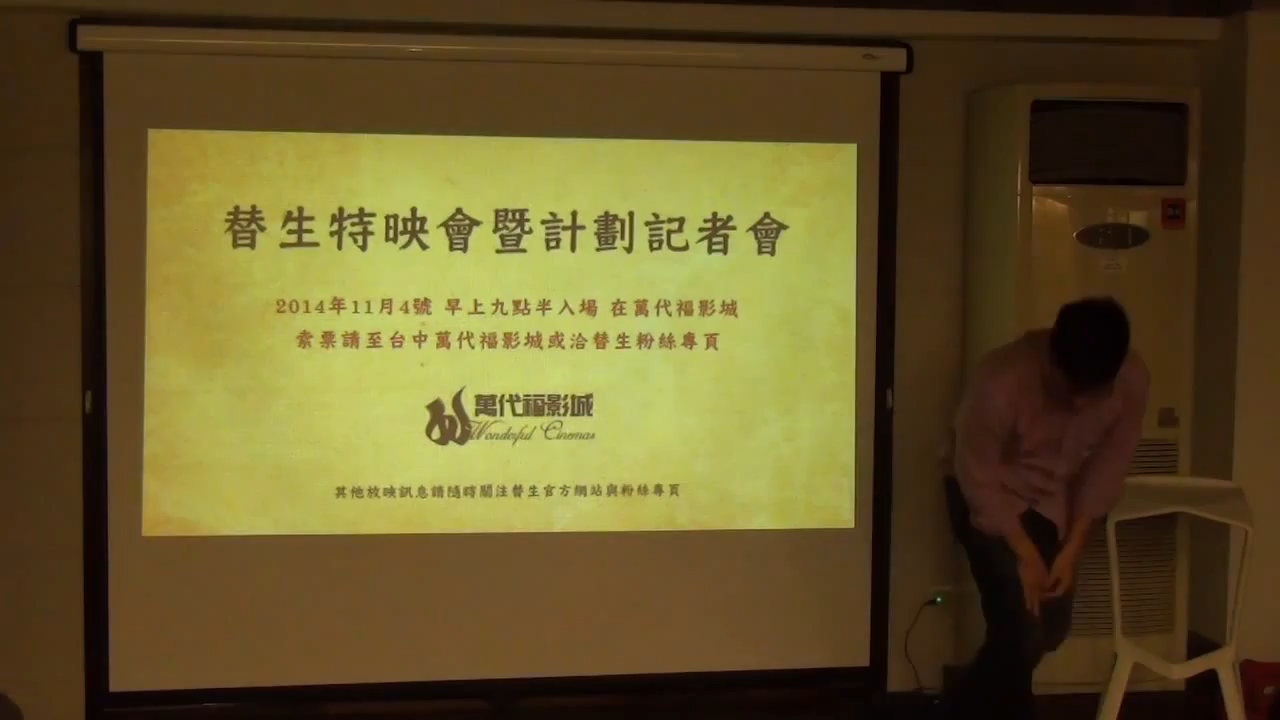 替生特映會暨計劃記者會
2014年11月4號 早上九點半入場 在萬代福影城
索票請至台中萬代福影城或洽替生粉絲專頁
萬代福影城
Wonderful Cinemas
其他放映訊息請隨時關注替生官方網站與粉絲專頁